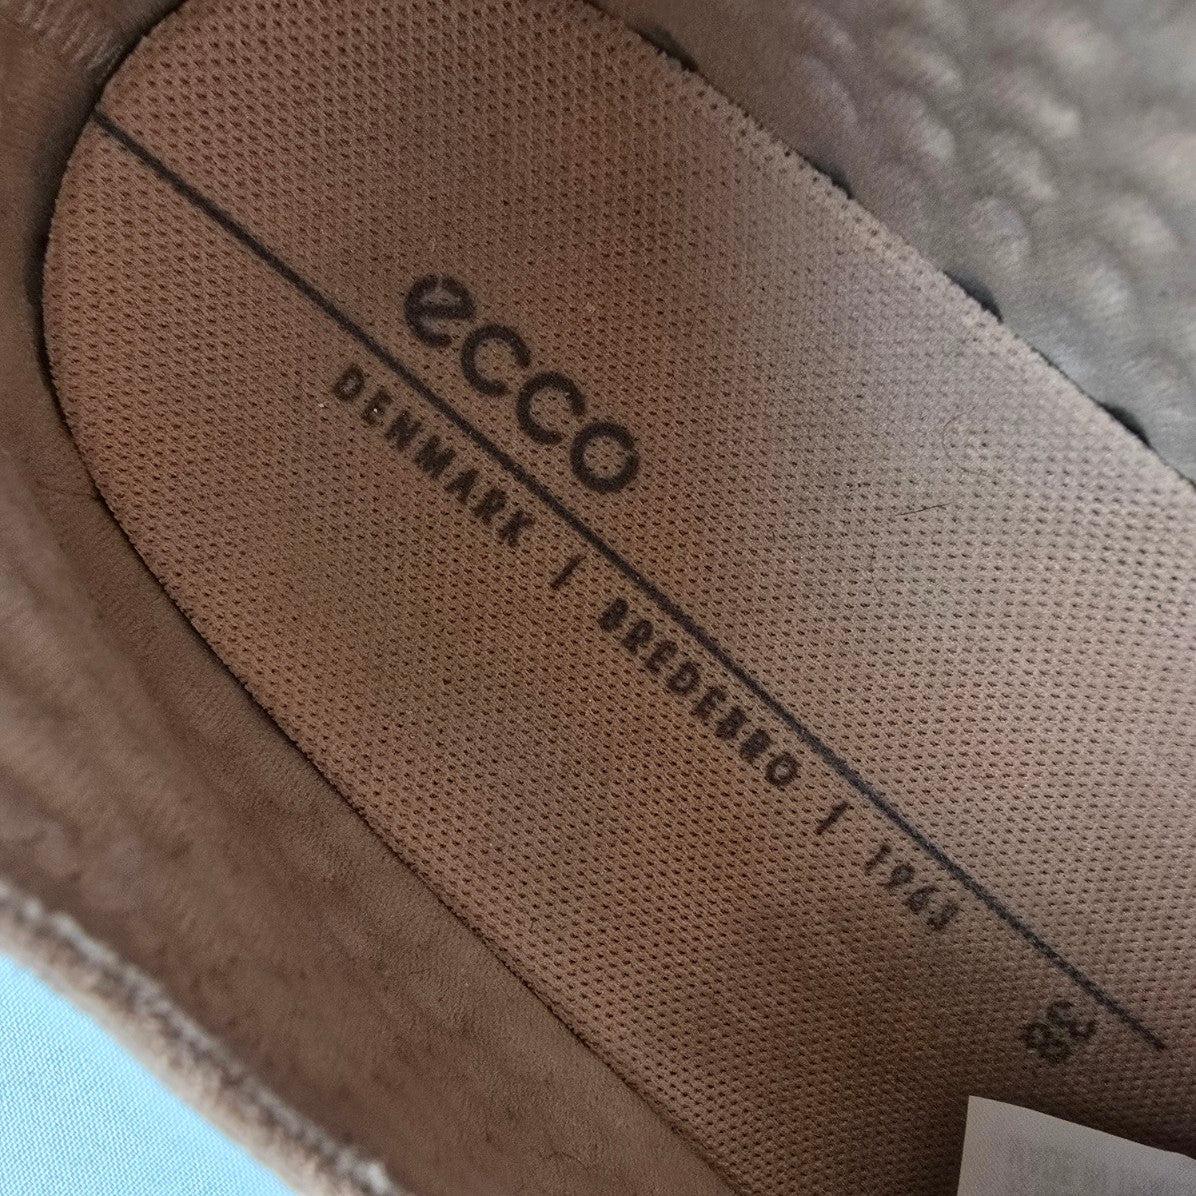 ecco
DENMARK | BREDEBRO | 1963
38